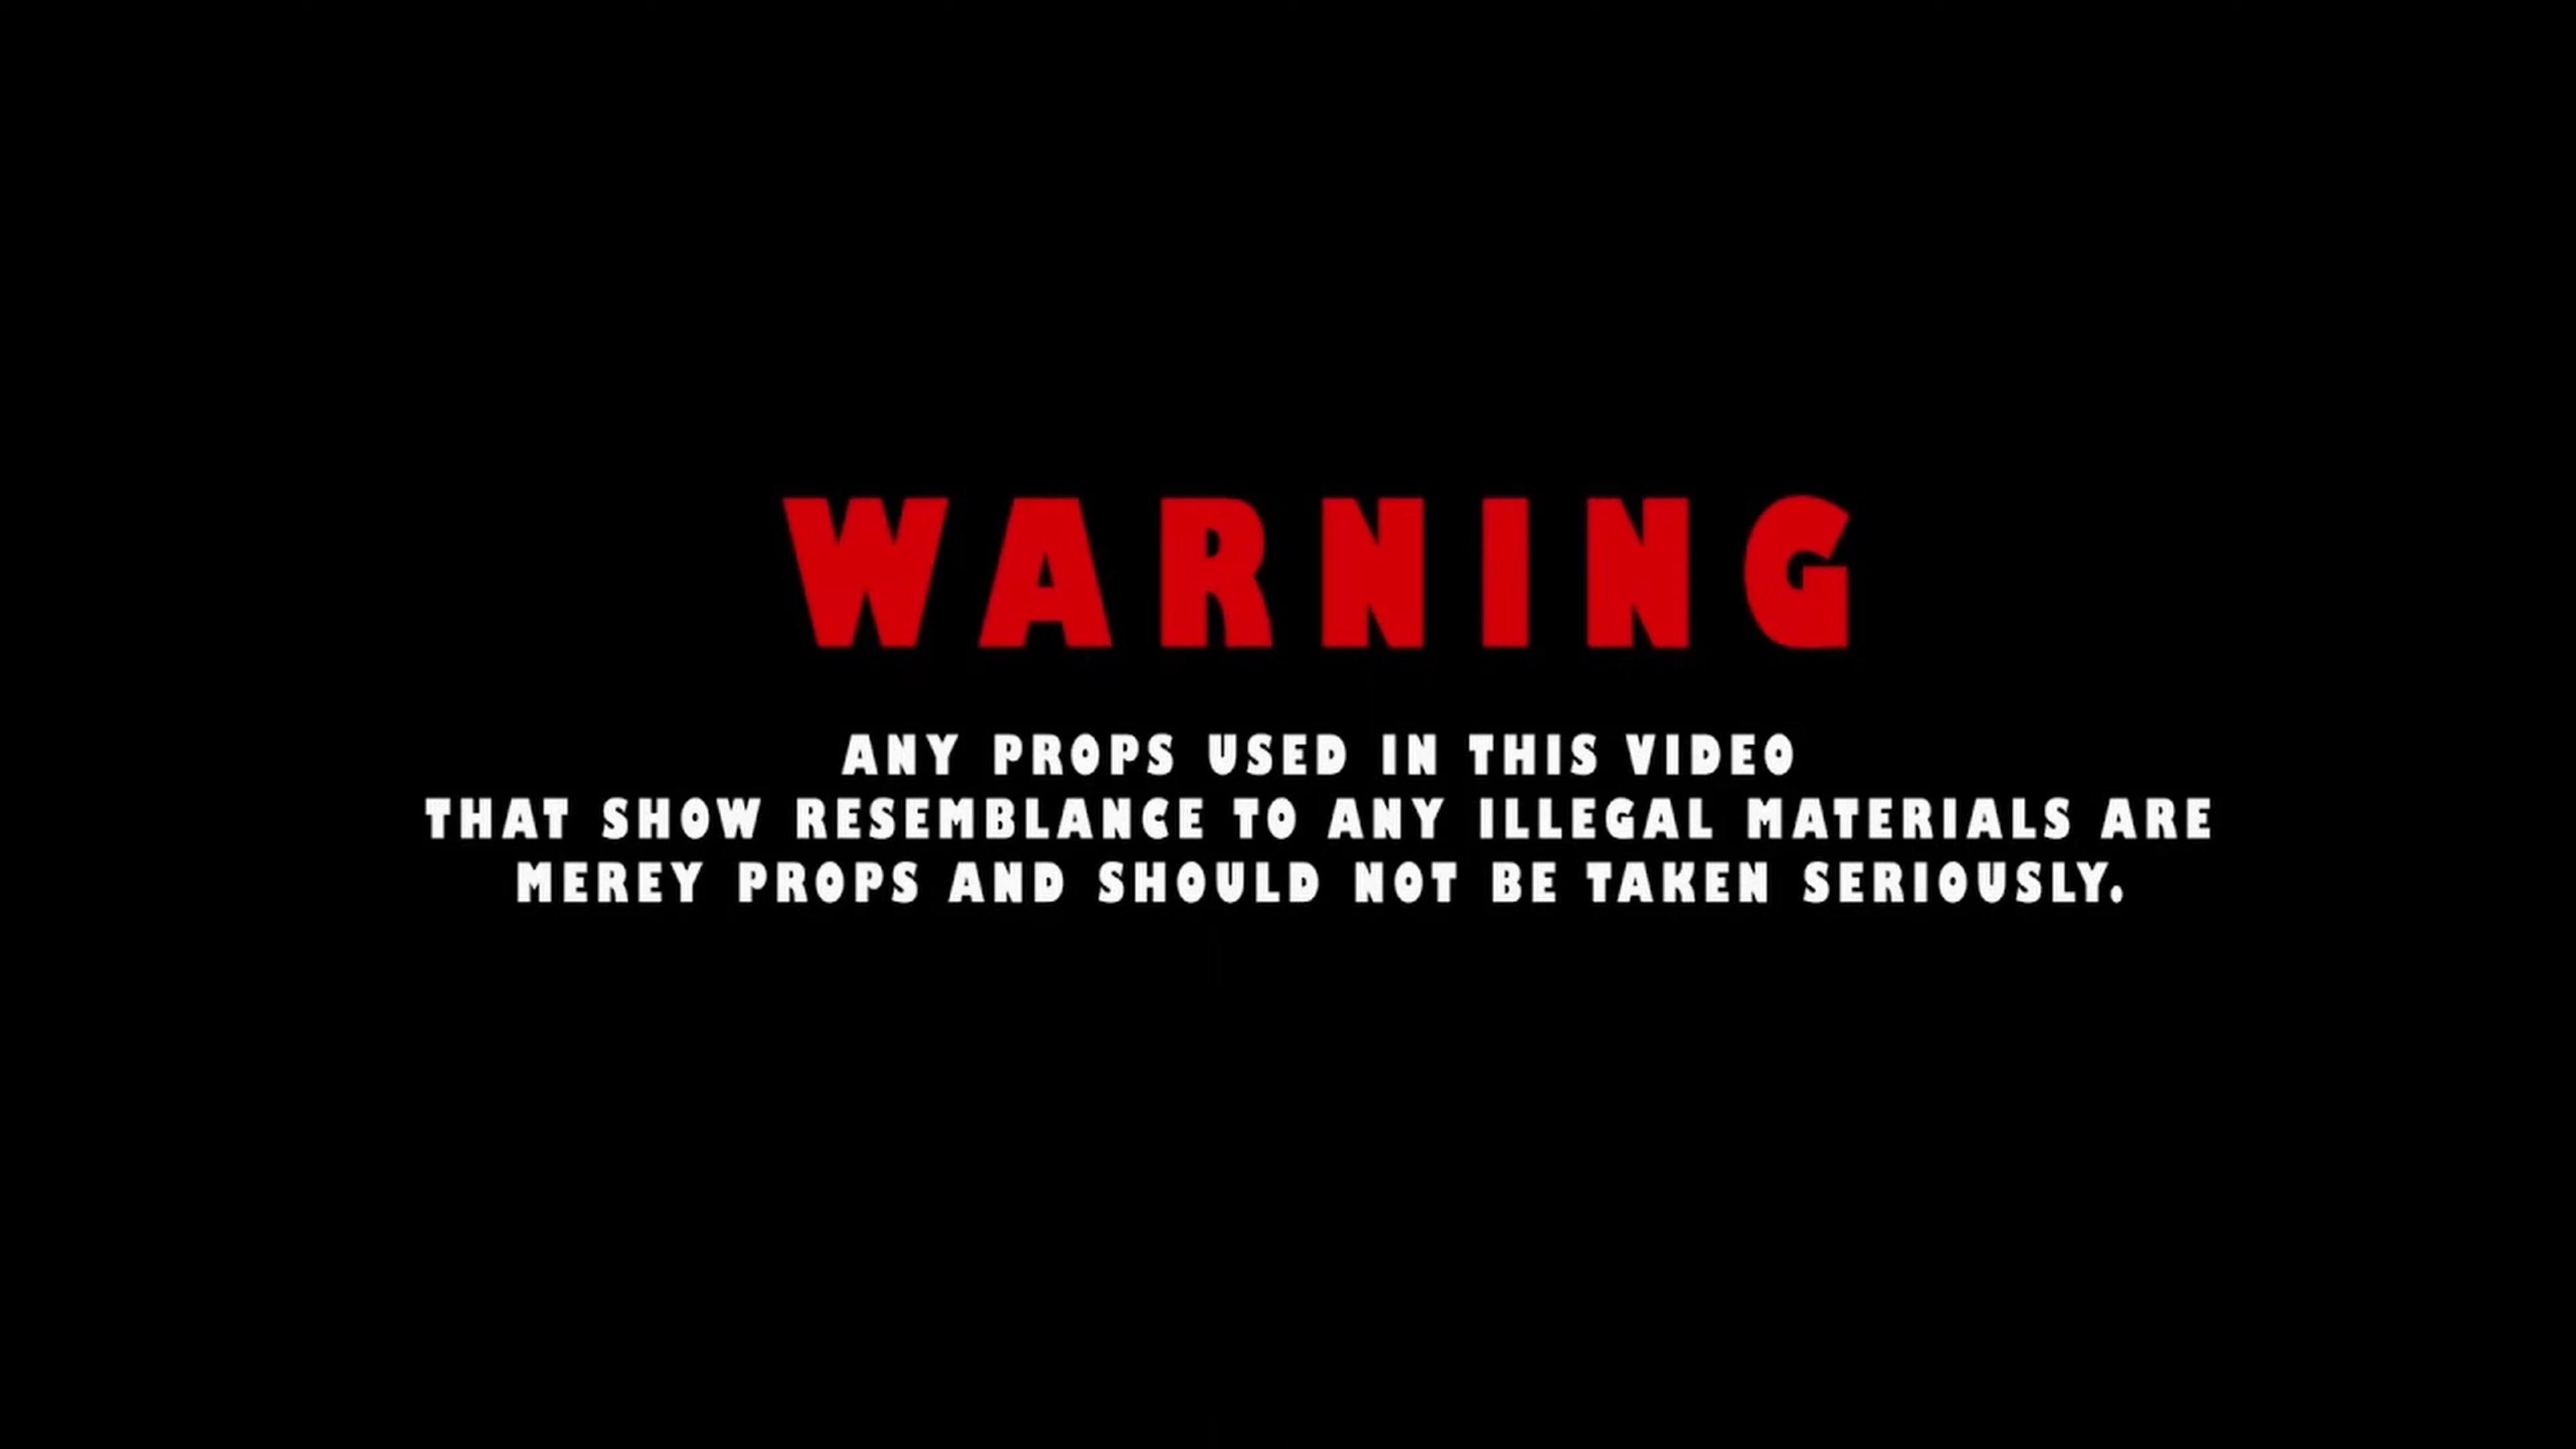 WARNING
ANY PROPS USED IN THIS VIDEO
THAT SHOW RESEMBLANCE TO ANY ILLEGAL MATERIALS ARE
MEREY PROPS AND SHOULD NOT BE TAKEN SERIOUSLY.